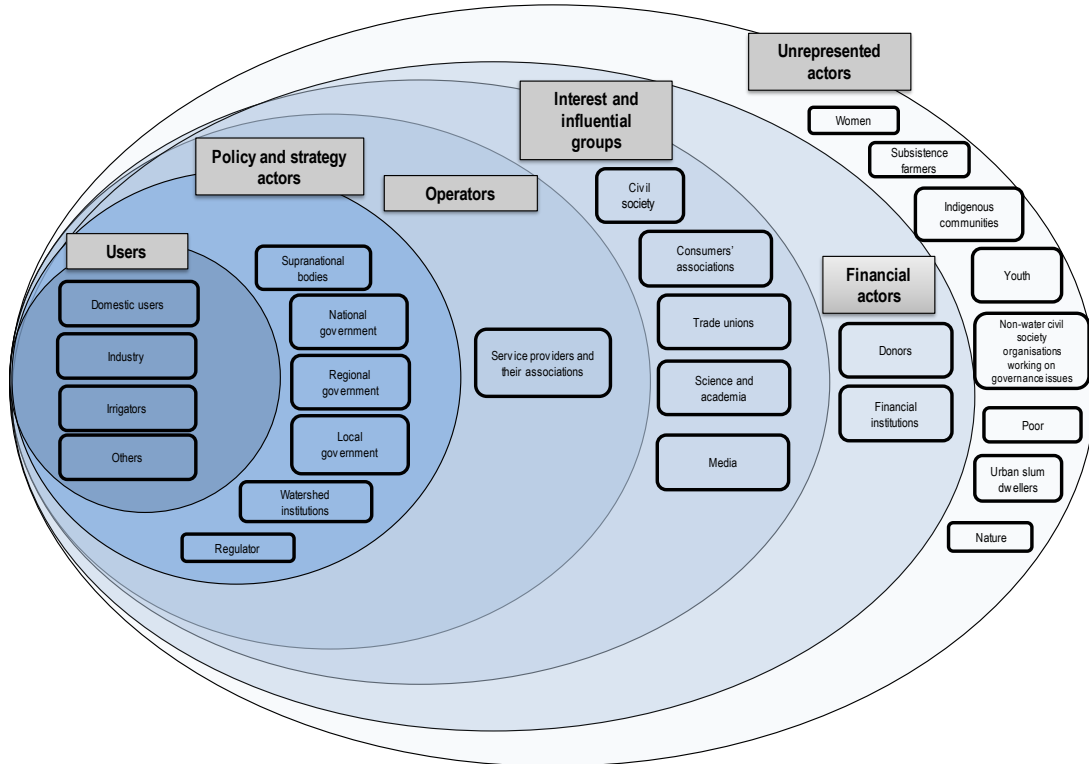 Users
Domestic users
Industry
Irrigators
Others
Policy and strategy
actors
Supranational
bodies
National
government
Regional
government
Local
government
Watershed
institutions
Regulator
Operators
Service providers and
their associations
Interest and
influential
groups
Civil
society
Consumers'
associations
Trade unions
Science and
academia
Media
Financial
actors
Donors
Financial
institutions
Unrepresented
actors
Women
Subsistence
farmers
Indigenous
communities
Youth
Non-water civil
society
organisations
working on
governance issues
Poor
Urban slum
dwellers
Nature